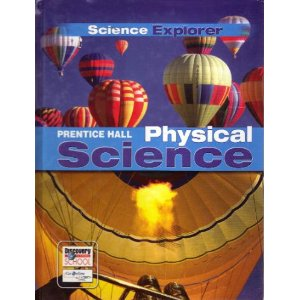 Science Explorer
PRENTICE HALL
Physical
Science
Discovery
SCHOOL